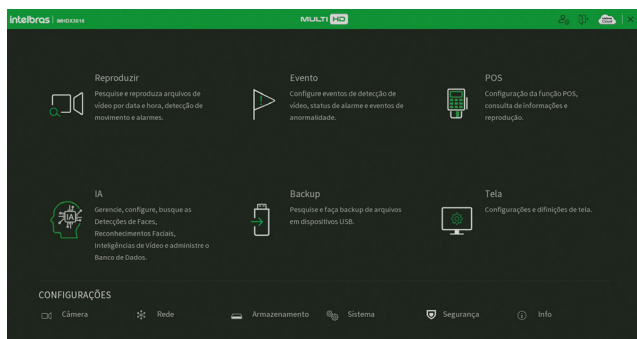 intelbras | iMHDX3016
MULTI HD
Reproduzir
Pesquise e reproduza arquivos de
vídeo por data e hora, detecção de
movimento e alarmes.
Evento
Configure eventos de detecção de
vídeo, status de alarme e eventos de
anormalidade.
POS
Configuração da função POS,
consulta de informações e
reprodução.
IA
IA
Gerencie, configure, busque as
Detecções de Faces,
Reconhecimentos Faciais,
Inteligências de Vídeo e administre o
Banco de Dados.
Backup
Pesquise e faça backup de arquivos
em dispositivos USB.
Tela
Configurações e difinições de tela.
CONFIGURAÇÕES
Câmera
Rede
Armazenamento
Sistema
Segurança
Info